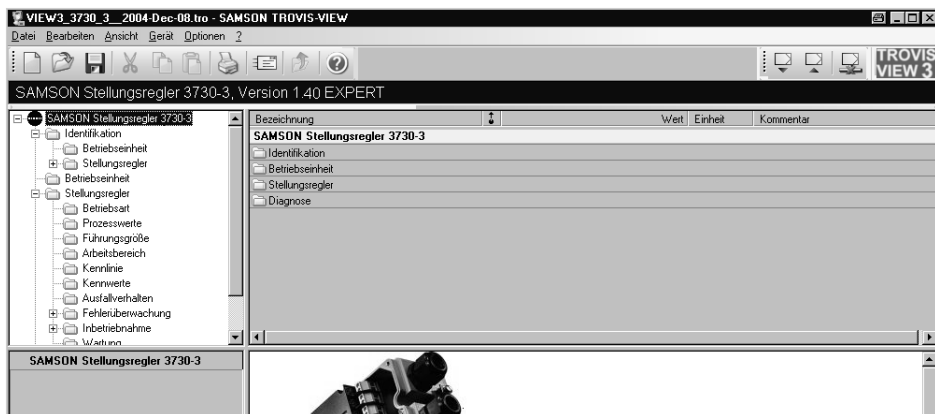 VIEW3_3730_3__2004-Dec-08.tro - SAMSON TROVIS-VIEW
Datei Bearbeiten Ansicht Gerät Optionen ?
TROVIS
VIEW 3
SAMSON Stellungsregler 3730-3, Version 1.40 EXPERT
SAMSON Stellungsregler 3730-3
Identifikation
Betriebseinheit
Stellungsregler
Betriebseinheit
Stellungsregler
Betriebsart
Prozesswerte
Führungsgröße
Arbeitsbereich
Kennlinie
Kennwerte
Ausfallverhalten
Fehlerüberwachung
Inbetriebnahme
Wartung
Bezeichnung Wert Einheit Kommentar
SAMSON Stellungsregler 3730-3
Identifikation
Betriebseinheit
Stellungsregler
Diagnose
SAMSON Stellungsregler 3730-3